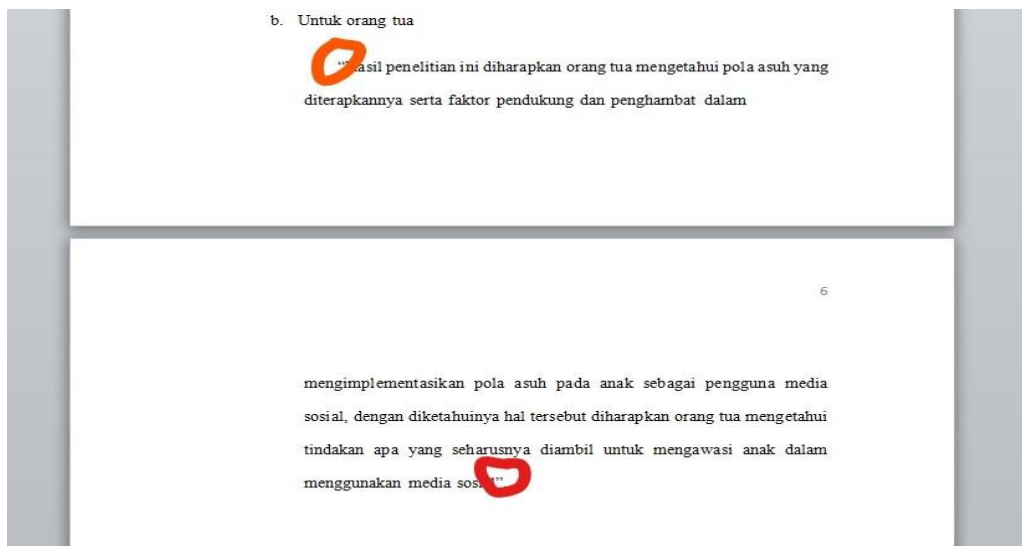 b. Untuk orang tua
“Hasil penelitian ini diharapkan orang tua mengetahui pola asuh yang
diterapkannya serta faktor pendukung dan penghambat dalam
6
mengimplementasikan pola asuh pada anak sebagai pengguna media
sosial, dengan diketahuinya hal tersebut diharapkan orang tua mengetahui
tindakan apa yang seharusnya diambil untuk mengawasi anak dalam
menggunakan media sosial”